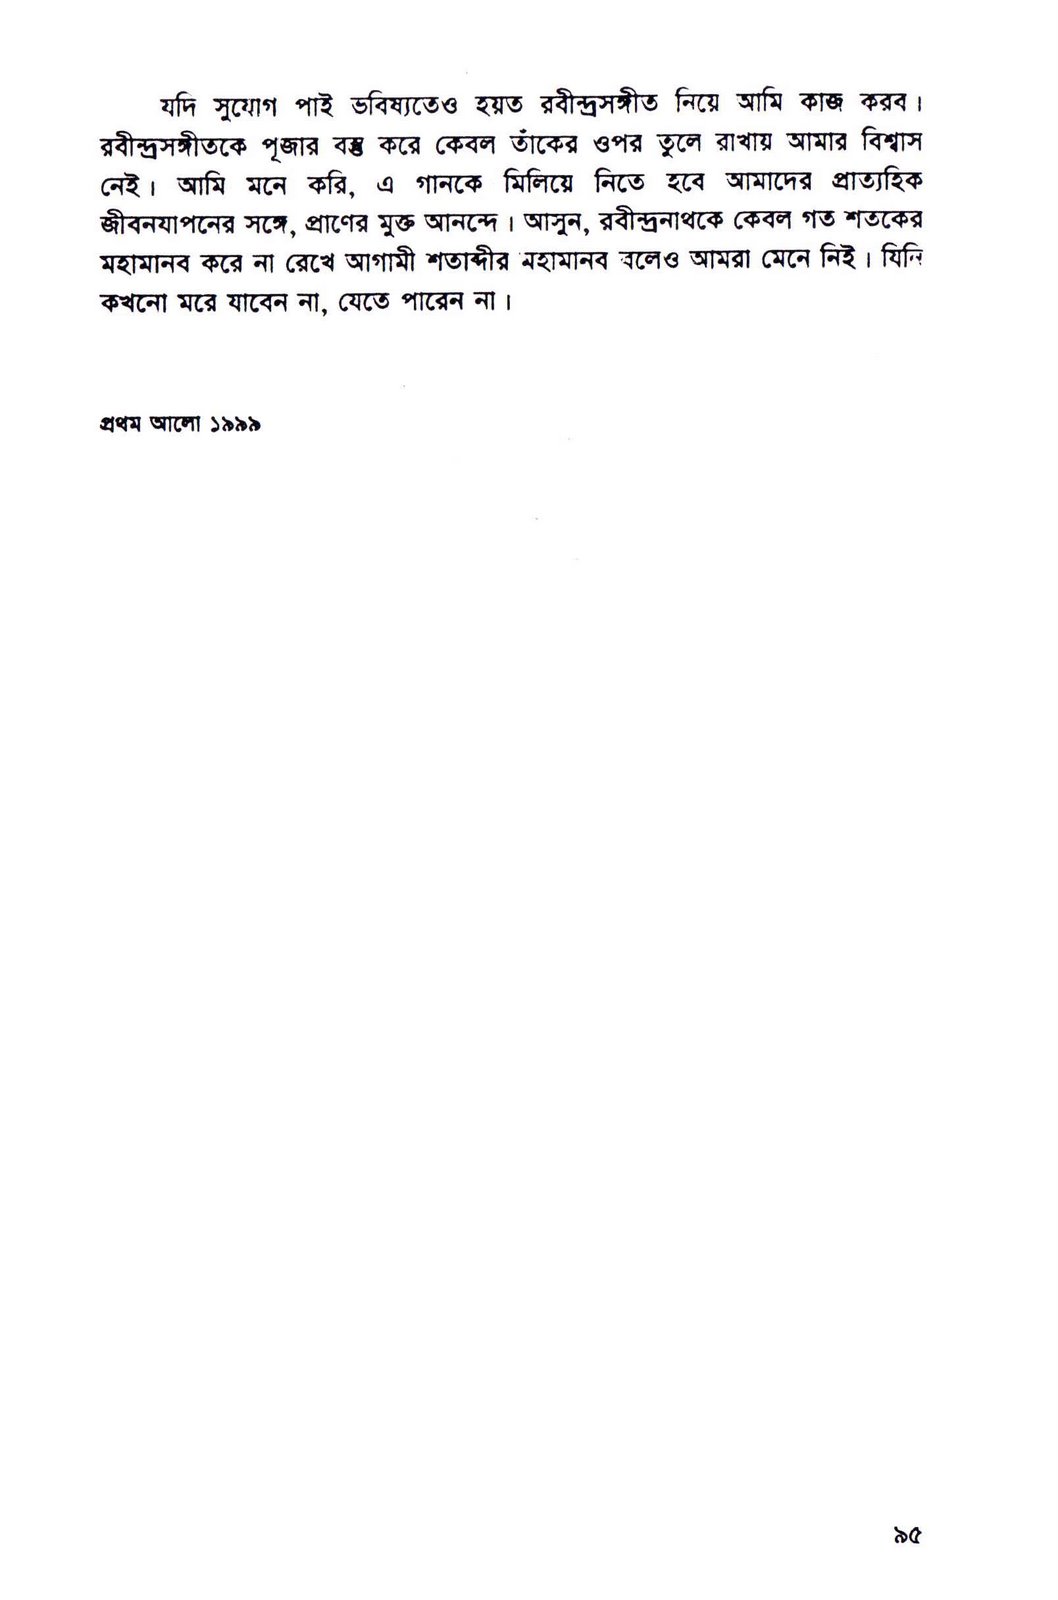 যদি সুযোগ পাই ভবিষ্যতেও হয়ত রবীন্দ্রসঙ্গীত নিয়ে আমি কাজ করব।
রবীন্দ্রসঙ্গীতকে পূজার বস্তু করে কেবল তাঁকের ওপর তুলে রাখায় আমার বিশ্বাস
নেই। আমি মনে করি, এ গানকে মিলিয়ে নিতে হবে আমাদের প্রাত্যহিক
জীবনযাপনের সঙ্গে, প্রাণের মুক্ত আনন্দে। আসুন, রবীন্দ্রনাথকে কেবল গত শতকের
মহামানব করে না রেখে আগামী শতাব্দীর মহামানব বলেও আমরা মেনে নিই। যিনি
কখনো মরে যাবেন না, যেতে পারেন না।
প্রথম আলো ১৯৯৯
৯৫